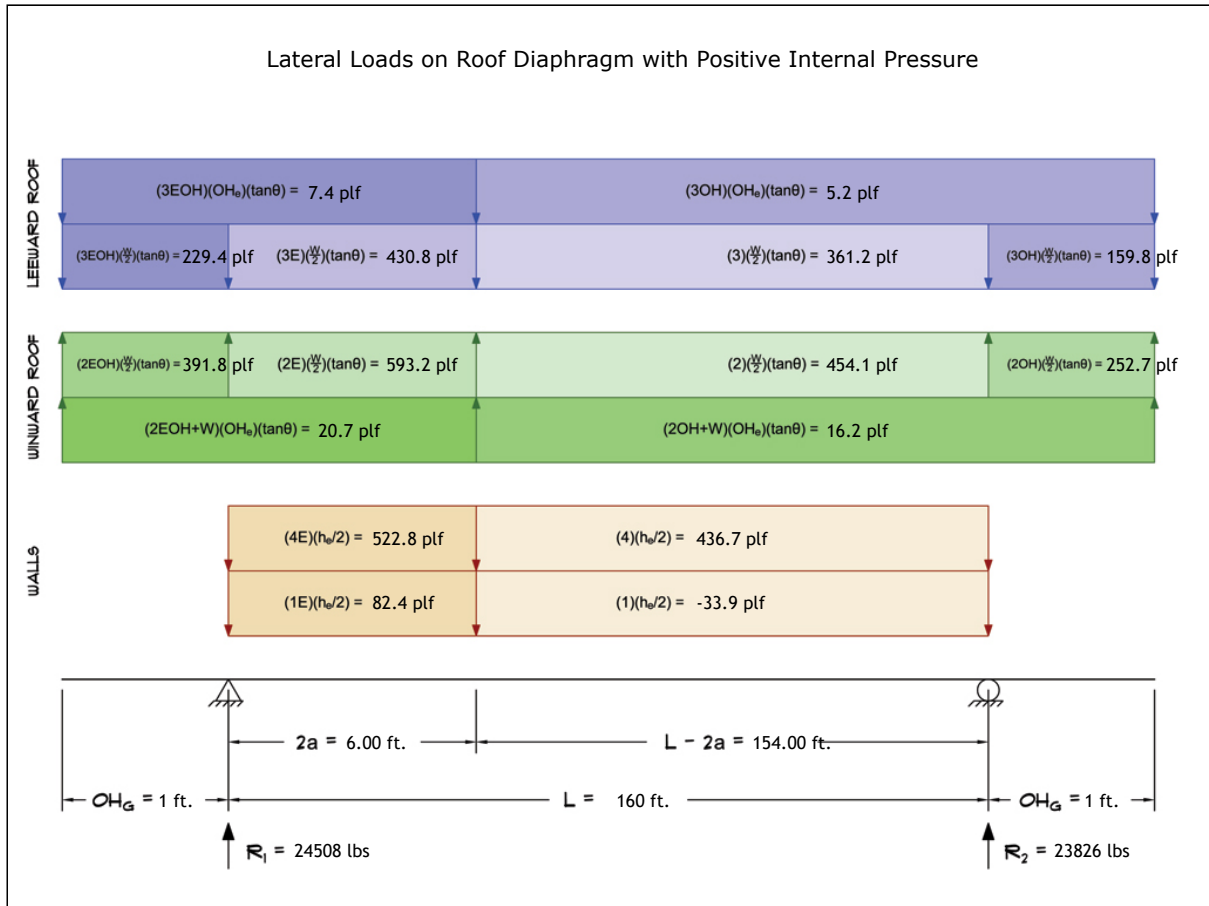 Lateral Loads on Roof Diaphragm with Positive Internal Pressure
LEEWARD ROOF
(3EOH)(OHₑ)(tanθ) = 7.4 plf
(3OH)(OHₑ)(tanθ) = 5.2 plf
(3EOH)(W/2)(tanθ) = 229.4 plf
(3E)(W/2)(tanθ) = 430.8 plf
(3)(W/2)(tanθ) = 361.2 plf
(3OH)(W/2)(tanθ) = 159.8 plf
WINWARD ROOF
(2EOH)(W/2)(tanθ) = 391.8 plf
(2E)(W/2)(tanθ) = 593.2 plf
(2)(W/2)(tanθ) = 454.1 plf
(2OH)(W/2)(tanθ) = 252.7 plf
(2EOH+W)(OHₑ)(tanθ) = 20.7 plf
(2OH+W)(OHₑ)(tanθ) = 16.2 plf
WALLS
(4E)(hₑ/2) = 522.8 plf
(4)(hₑ/2) = 436.7 plf
(1E)(hₑ/2) = 82.4 plf
(1)(hₑ/2) = -33.9 plf
2a = 6.00 ft.
L - 2a = 154.00 ft.
OH_G = 1 ft.
L = 160 ft.
OH_G = 1 ft.
R₁ = 24508 lbs
R₂ = 23826 lbs